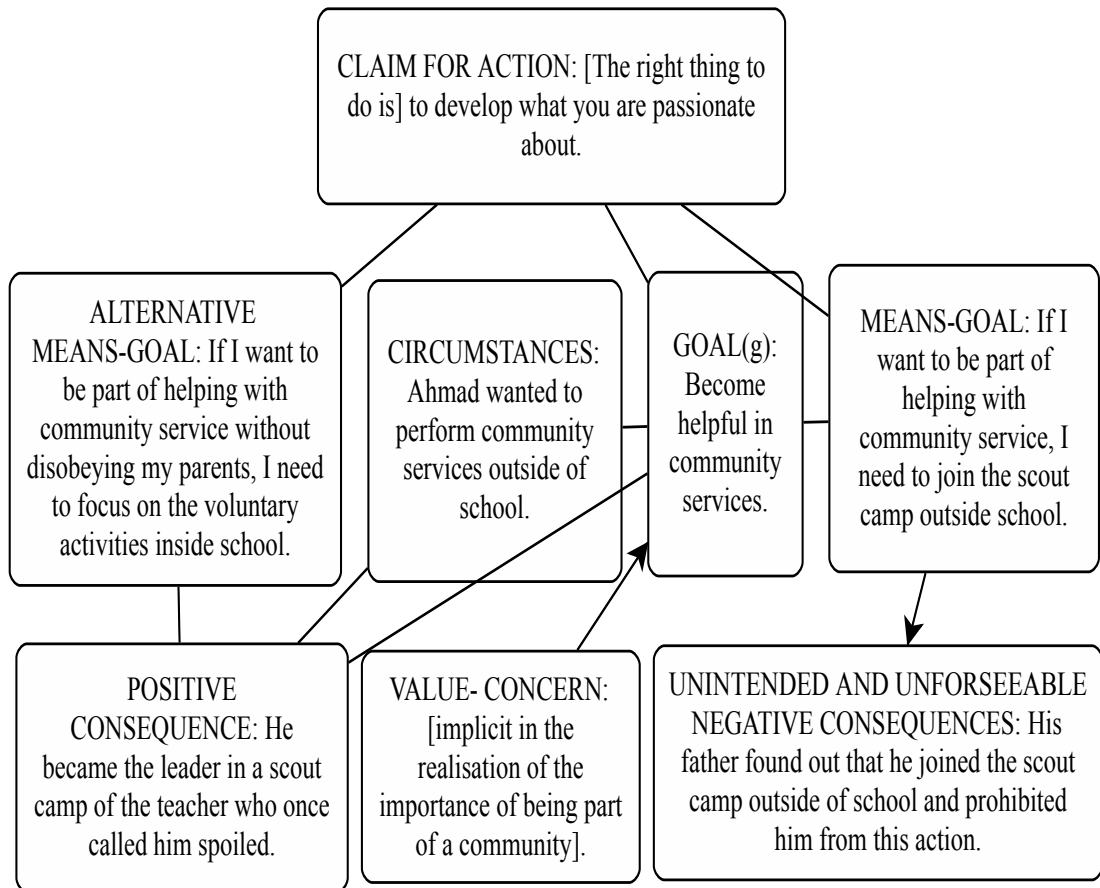 CLAIM FOR ACTION: [The right thing to
do is] to develop what you are passionate
about.
ALTERNATIVE
MEANS-GOAL: If I want to
be part of helping with
community service without
disobeying my parents, I need
to focus on the voluntary
activities inside school.
CIRCUMSTANCES:
Ahmad wanted to
perform community
services outside of
school.
GOAL(g):
Become
helpful in
community
services.
MEANS-GOAL: If I
want to be part of
helping with
community service, I
need to join the scout
camp outside school.
POSITIVE
CONSEQUENCE: He
became the leader in a scout
camp of the teacher who once
called him spoiled.
VALUE- CONCERN:
[implicit in the
realisation of the
importance of being part
of a community].
UNINTENDED AND UNFORSEEABLE
NEGATIVE CONSEQUENCES: His
father found out that he joined the scout
camp outside of school and prohibited
him from this action.